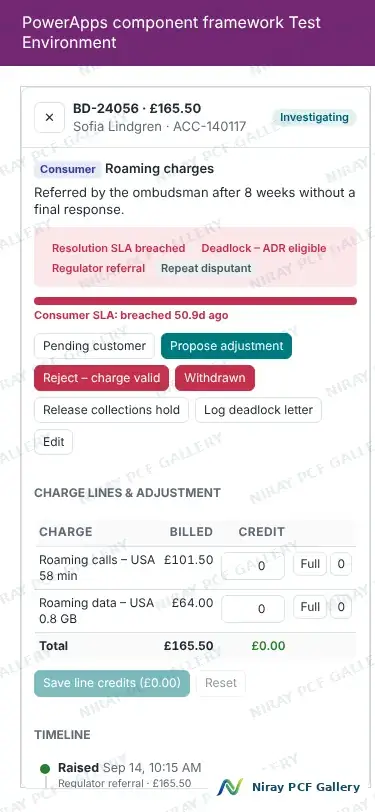 PowerApps component framework Test
Environment
✕
BD-24056 · £165.50
Sofia Lindgren · ACC-140117
Investigating
Consumer Roaming charges
Referred by the ombudsman after 8 weeks without a
final response.
Resolution SLA breached Deadlock – ADR eligible
Regulator referral Repeat disputant
Consumer SLA: breached 50.9d ago
Pending customer Propose adjustment
Reject – charge valid Withdrawn
Release collections hold Log deadlock letter
Edit
CHARGE LINES & ADJUSTMENT
CHARGE BILLED CREDIT
Roaming calls – USA £101.50 0 Full 0
58 min
Roaming data – USA £64.00 0 Full 0
0.8 GB
Total £165.50 £0.00
Save line credits (£0.00) Reset
TIMELINE
Raised Sep 14, 10:15 AM
Regulator referral · £165.50
Niray PCF Gallery
NIRAY PCF GALLERY